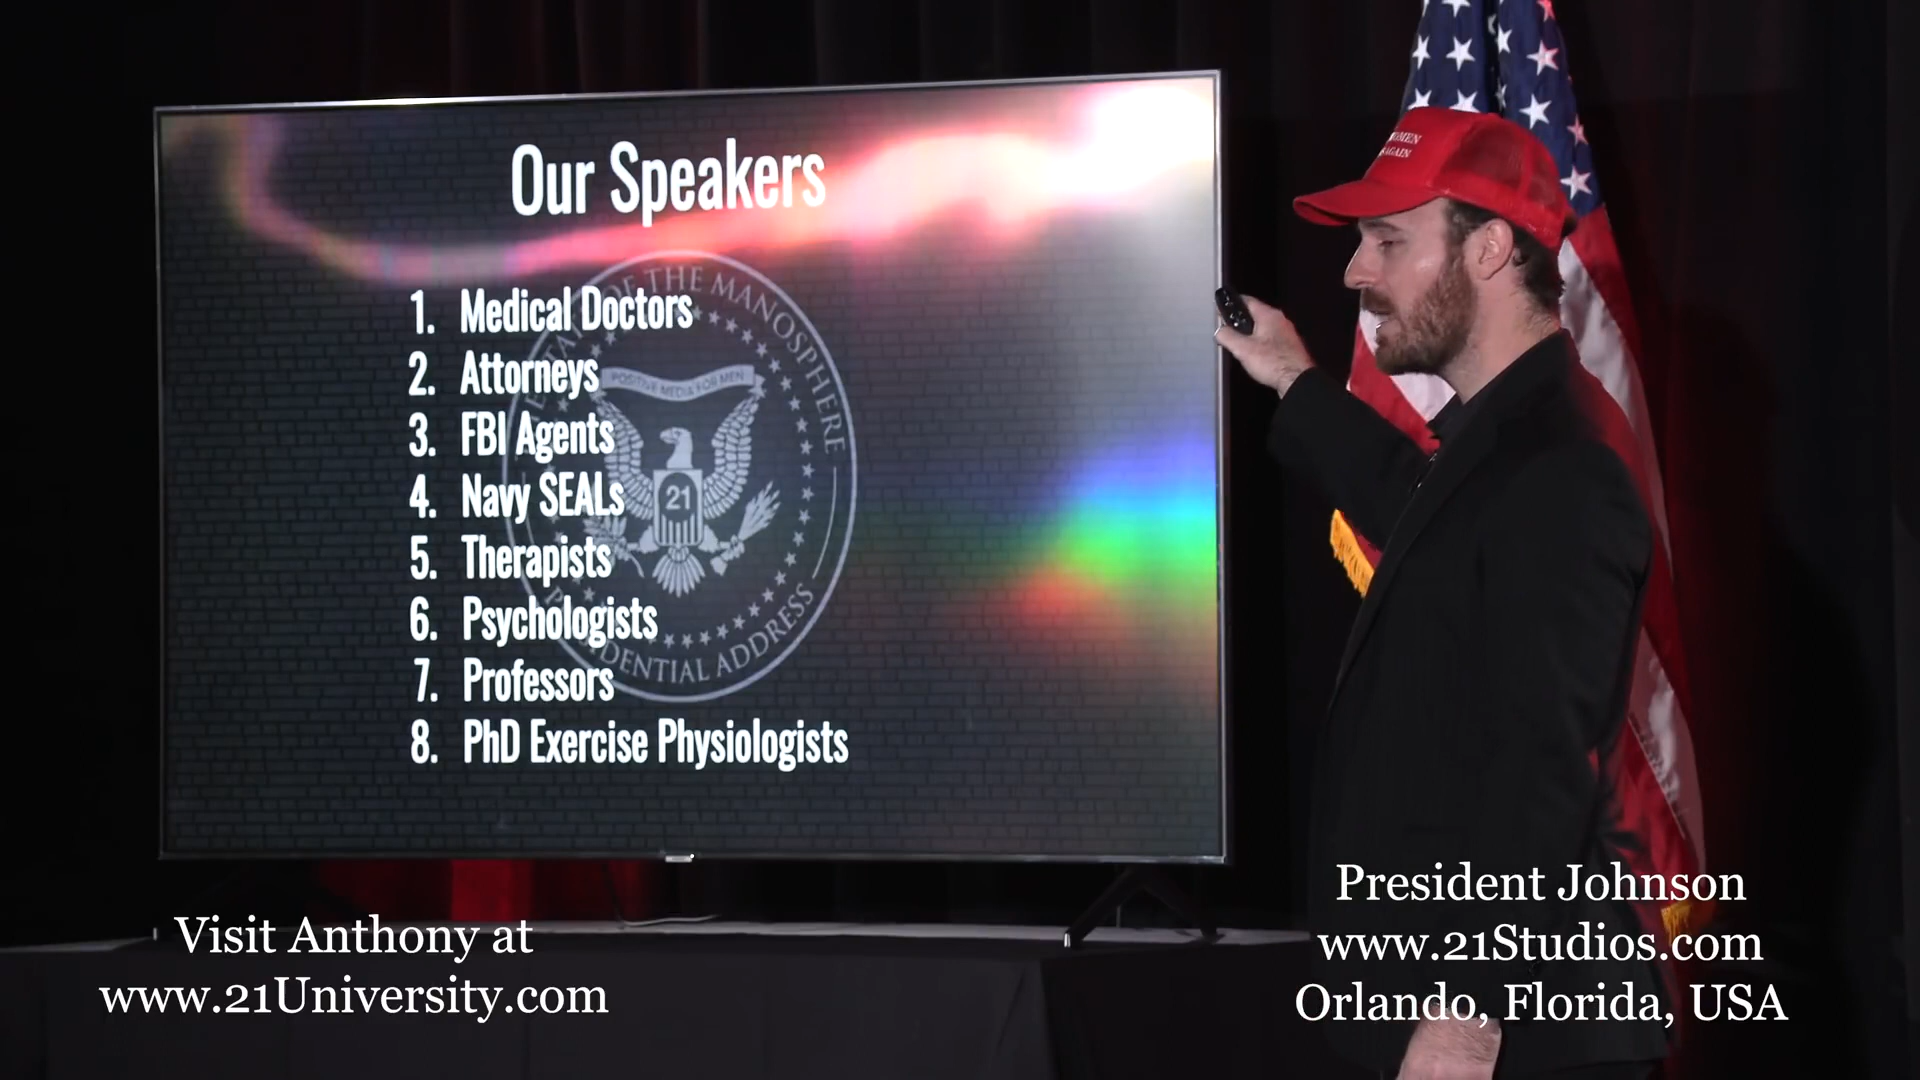 Our Speakers
1. Medical Doctors
2. Attorneys
3. FBI Agents
4. Navy SEALs
5. Therapists
6. Psychologists
7. Professors
8. PhD Exercise Physiologists
OF THE MANOSPHERE
POSITIVE MEDIA FOR MEN
21
ADDRESS
AGAIN
Visit Anthony at
www.21University.com
President Johnson
www.21Studios.com
Orlando, Florida, USA